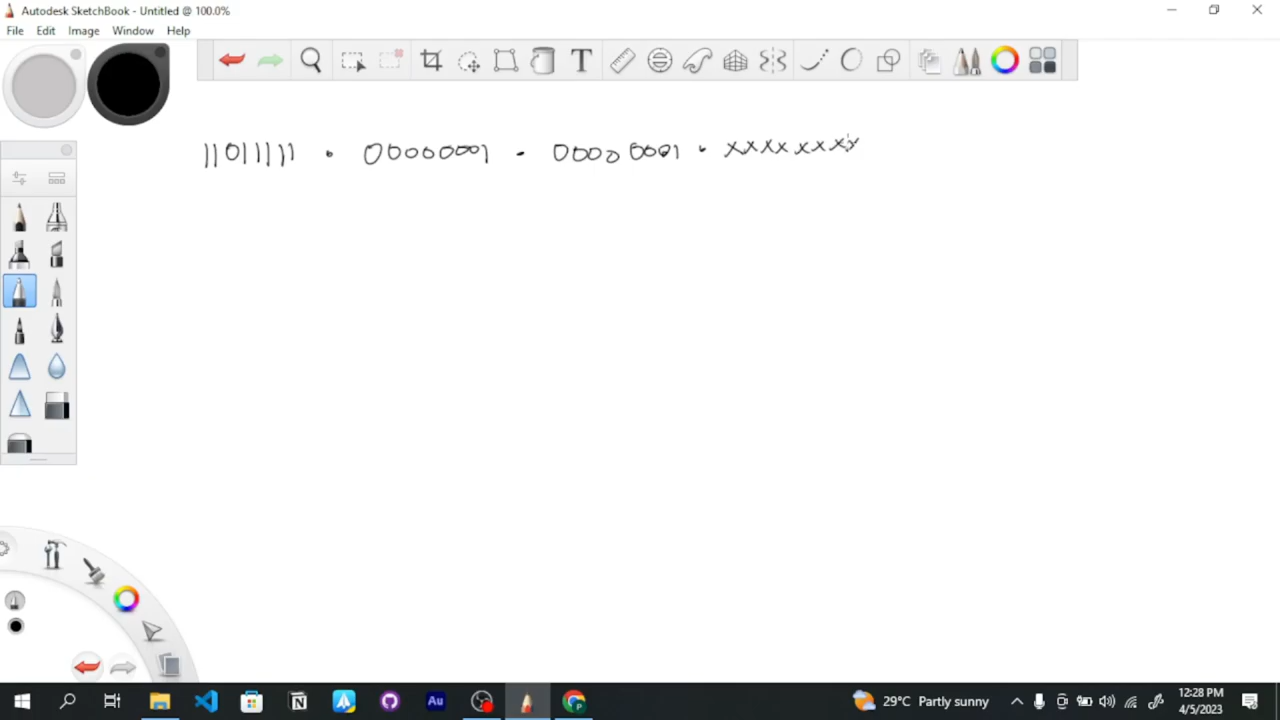 Autodesk SketchBook - Untitled @ 100.0%
File Edit Image Window Help
T
11011111 . 00000001 . 00000001 . xxxxxxxx
Au
29°C Partly sunny
12:28 PM
4/5/2023